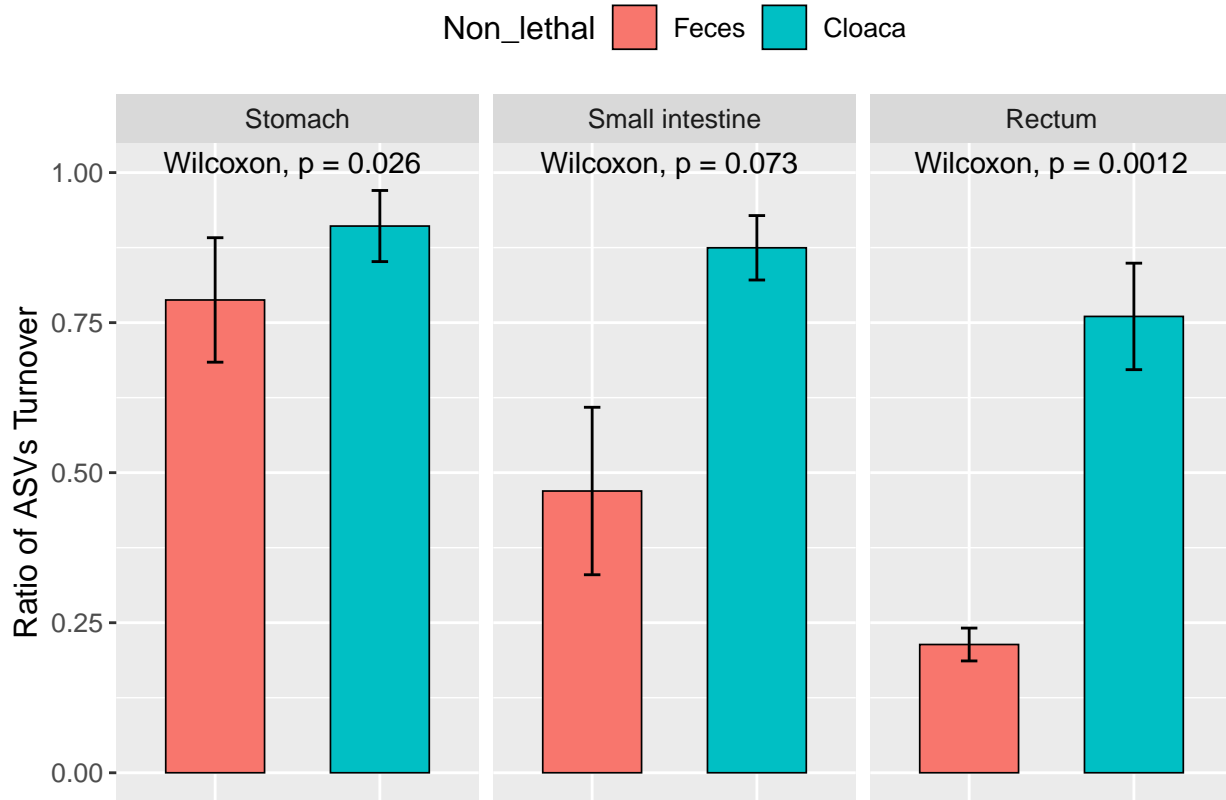 Non_lethal Feces Cloaca
Stomach Small intestine Rectum
Wilcoxon, p = 0.026 Wilcoxon, p = 0.073 Wilcoxon, p = 0.0012
Ratio of ASVs Turnover
1.00
0.75
0.50
0.25
0.00